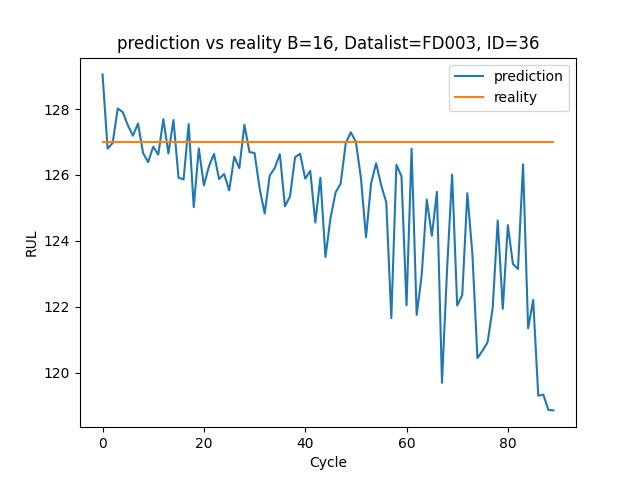 prediction vs reality B=16, Datalist=FD003, ID=36
prediction
reality
128
126
124
122
120
RUL
0 20 40 60 80
Cycle